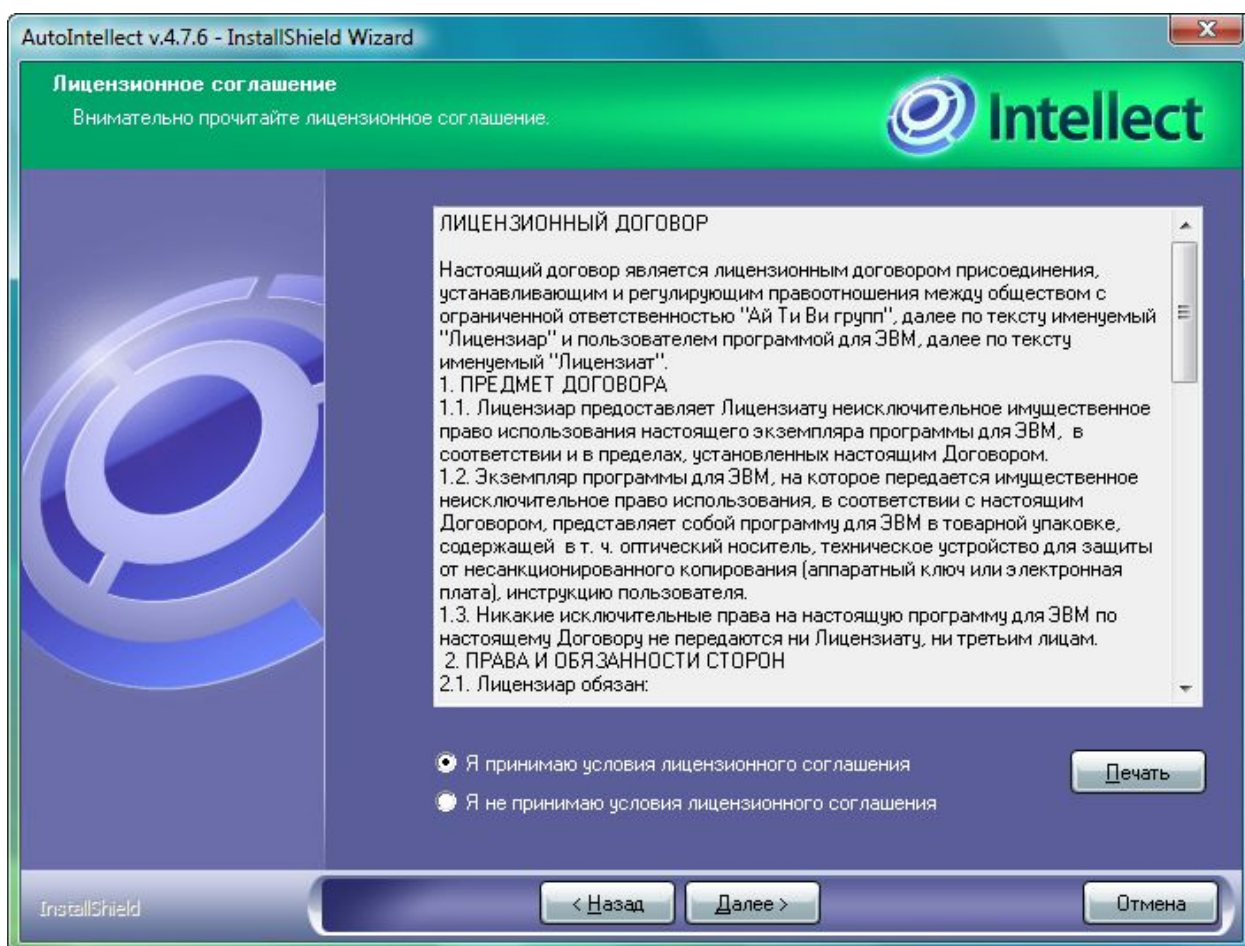 AutoIntellect v.4.7.6 - InstallShield Wizard
Лицензионное соглашение
Внимательно прочитайте лицензионное соглашение.
Intellect
ЛИЦЕНЗИОННЫЙ ДОГОВОР
Настоящий договор является лицензионным договором присоединения,
устанавливающим и регулирующим правоотношения между обществом с
ограниченной ответственностью "Ай Ти Ви групп", далее по тексту именуемый
"Лицензиар" и пользователем программой для ЭВМ, далее по тексту
именуемый "Лицензиат".
1. ПРЕДМЕТ ДОГОВОРА
1.1. Лицензиар предоставляет Лицензиату неисключительное имущественное
право использования настоящего экземпляра программы для ЭВМ, в
соответствии и в пределах, установленных настоящим Договором.
1.2. Экземпляр программы для ЭВМ, на которое передается имущественное
неисключительное право использования, в соответствии с настоящим
Договором, представляет собой программу для ЭВМ в товарной упаковке,
содержащей в т. ч. оптический носитель, техническое устройство для защиты
от несанкционированного копирования (аппаратный ключ или электронная
плата), инструкцию пользователя.
1.3. Никакие исключительные права на настоящую программу для ЭВМ по
настоящему Договору не передаются ни Лицензиату, ни третьим лицам.
2. ПРАВА И ОБЯЗАННОСТИ СТОРОН
2.1. Лицензиар обязан:
Я принимаю условия лицензионного соглашения
Печать
Я не принимаю условия лицензионного соглашения
InstallShield
< Назад
Далее >
Отмена